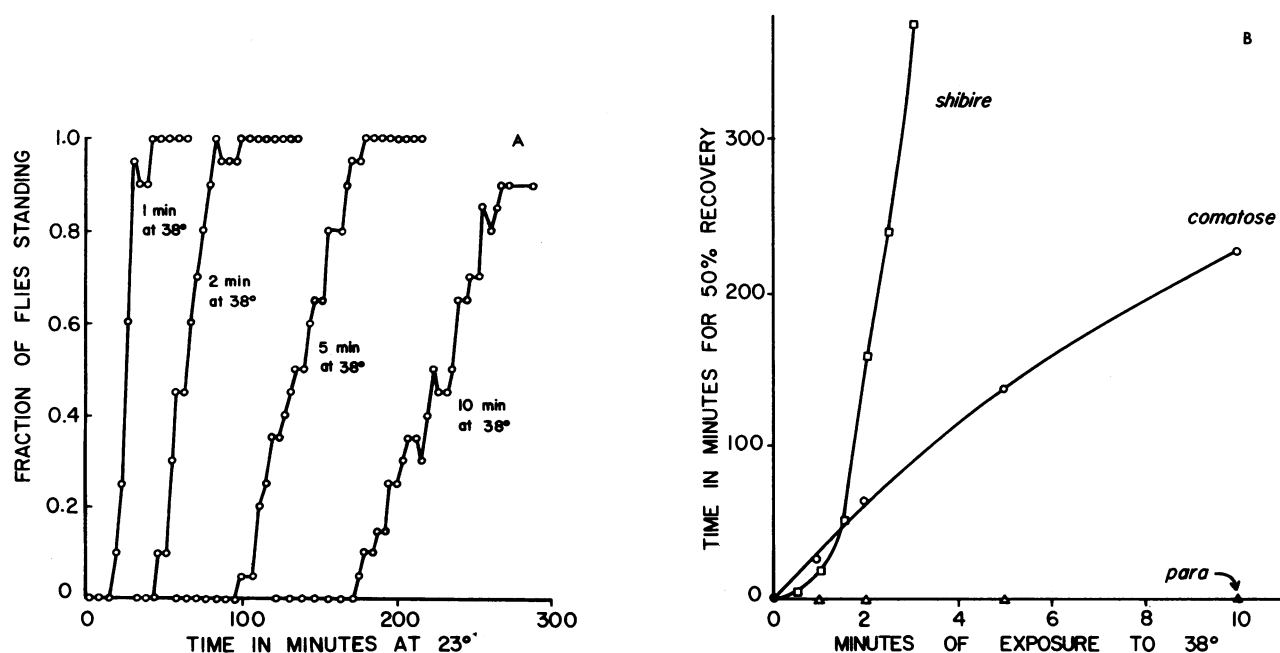 A
FRACTION OF FLIES STANDING
1.0
0.8
0.6
0.4
0.2
0
1 min
at 38°
2 min
at 38°
5 min
at 38°
10 min
at 38°
0 100 200 300
TIME IN MINUTES AT 23°
B
TIME IN MINUTES FOR 50% RECOVERY
300
200
100
0
shibire
comatose
para
0 2 4 6 8 10
MINUTES OF EXPOSURE TO 38°